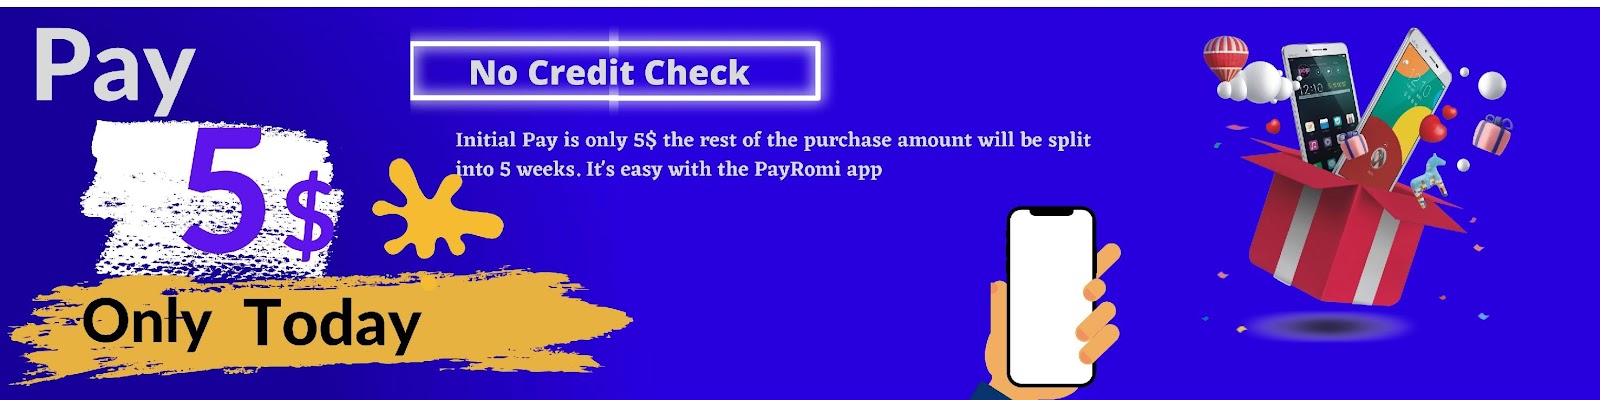 Pay
5$
Only Today
No Credit Check
Initial Pay is only 5$ the rest of the purchase amount will be split
into 5 weeks. It's easy with the PayRomi app
12:10